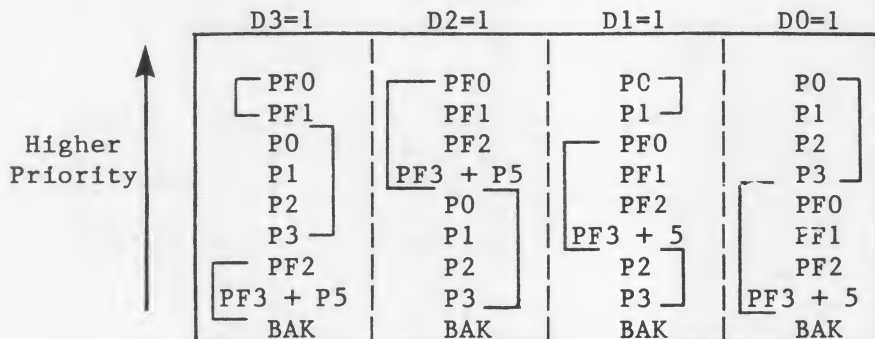 D3=1 D2=1 D1=1 D0=1
PF0 PF0 P0 P0
PF1 PF1 P1 P1
Higher P0 PF2 PF0 P2
Priority P1 PF3 + P5 PF1 P3
P2 P0 PF2 PF0
P3 P1 PF3 + 5 PF1
PF2 P2 P2 PF2
PF3 + P5 P3 P3 PF3 + 5
BAK BAK BAK BAK